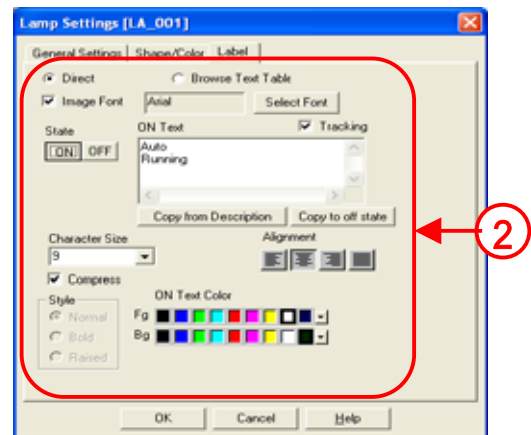 Lamp Settings [LA_001]
General Settings Shape/Color Label
Direct Browse Text Table
Image Font Arial Select Font
State ON Text Tracking
ON OFF
Auto
Running
Copy from Description Copy to off state
Character Size Alignment
9
Compress
Style ON Text Color
Normal Fg
Bold Bg
Raised
OK Cancel Help
2